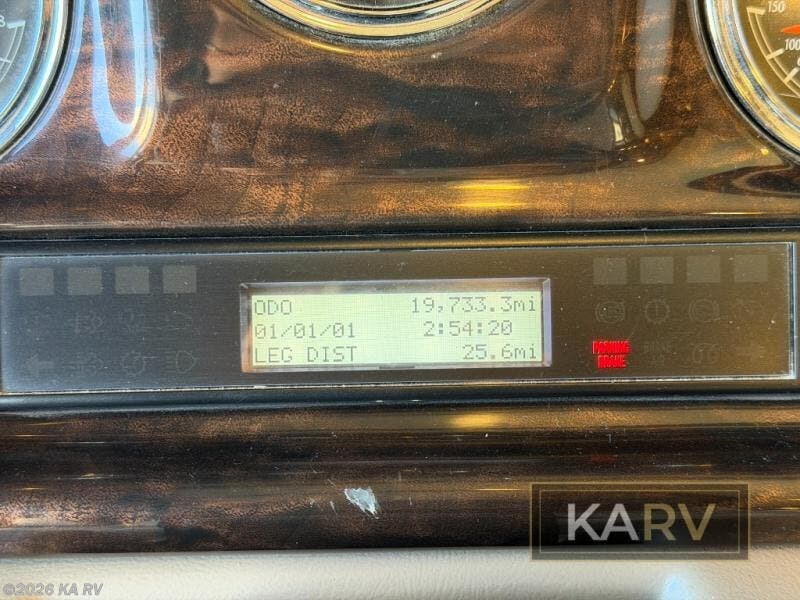 150
100
ODO 19,733.3mi
01/01/01 2:54:20
LEG DIST 25.6mi
PARKING
BRAKE
KARV
©2026 KA RV